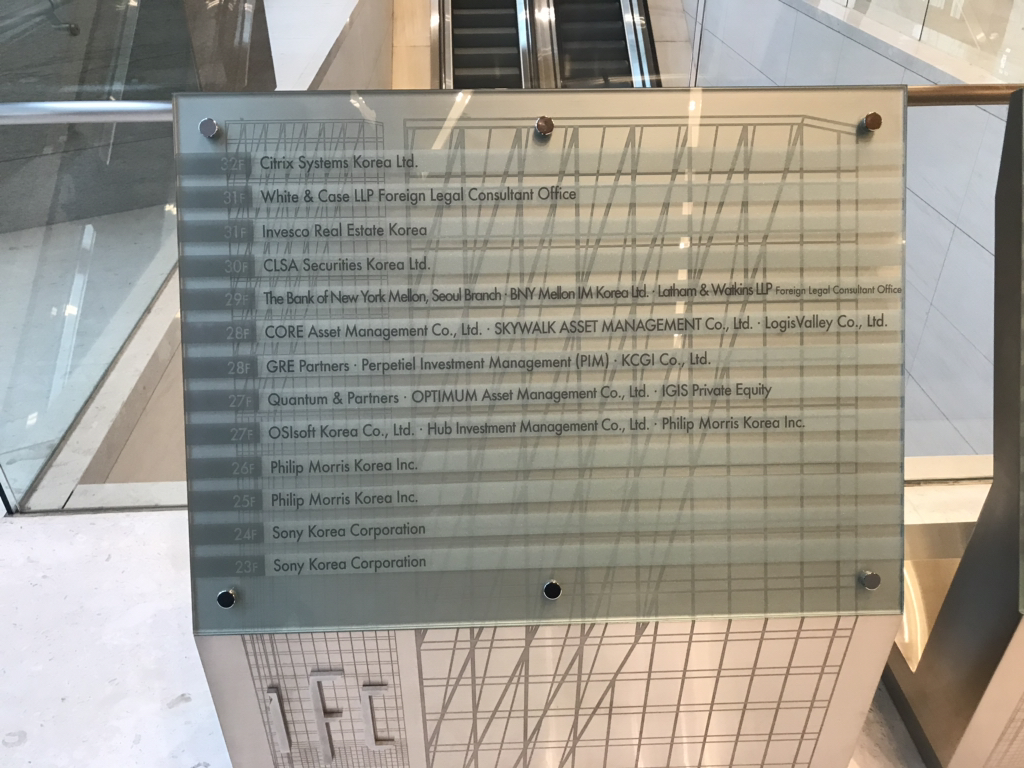 32F Citrix Systems Korea Ltd.
31F White & Case LLP Foreign Legal Consultant Office
31F Invesco Real Estate Korea
30F CLSA Securities Korea Ltd.
29F The Bank of New York Mellon, Seoul Branch · BNY Mellon IM Korea Ltd. · Latham & Watkins LLP Foreign Legal Consultant Office
28F CORE Asset Management Co., Ltd. · SKYWALK ASSET MANAGEMENT Co., Ltd. · LogisValley Co., Ltd.
28F GRE Partners · Perpetiel Investment Management (PIM) · KCGI Co., Ltd.
27F Quantum & Partners · OPTIMUM Asset Management Co., Ltd. · IGIS Private Equity
27F OSIsoft Korea Co., Ltd. · Hub Investment Management Co., Ltd. · Philip Morris Korea Inc.
26F Philip Morris Korea Inc.
25F Philip Morris Korea Inc.
24F Sony Korea Corporation
23F Sony Korea Corporation
IFC